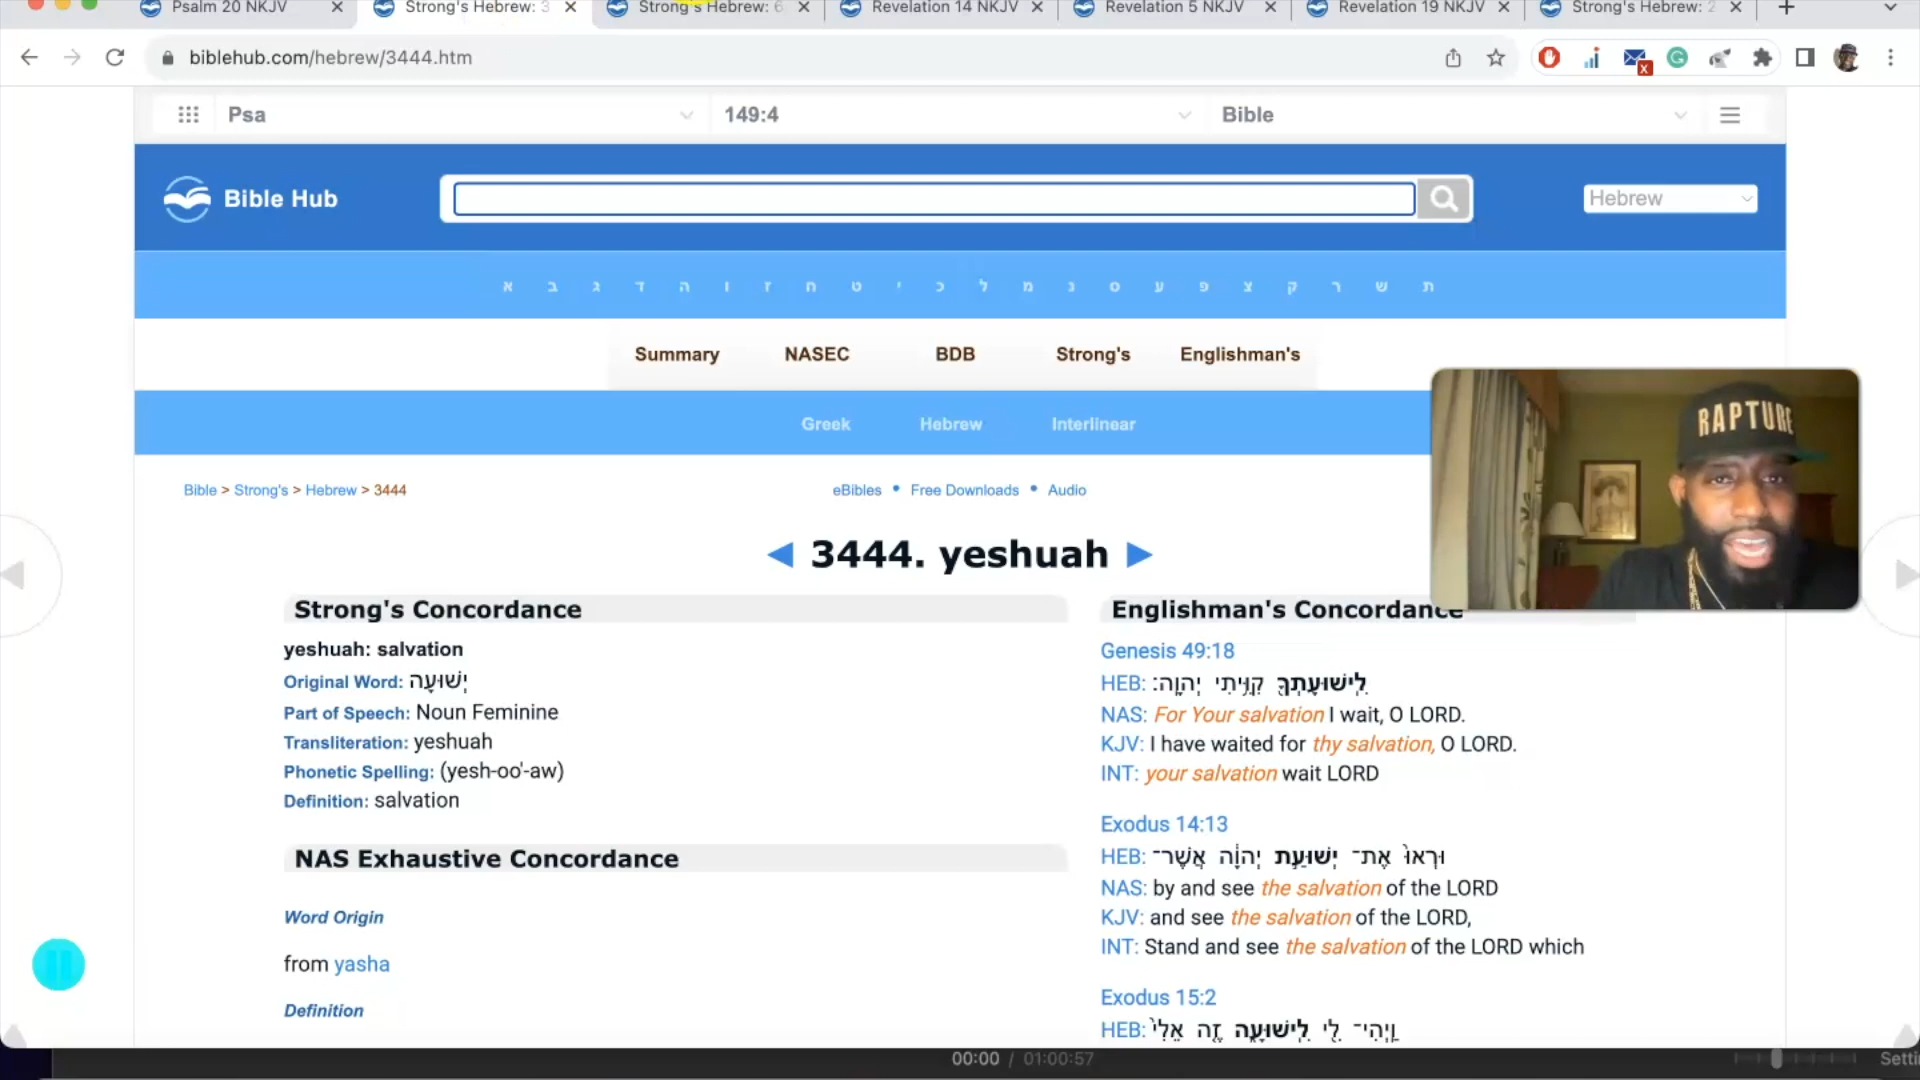 Psalm 20 NKJV
Strong's Hebrew: 3
Strong's Hebrew: 6
Revelation 14 NKJV
Revelation 5 NKJV
Revelation 19 NKJV
Strong's Hebrew: 2
biblehub.com/hebrew/3444.htm
Psa 149:4 Bible
Bible Hub
Hebrew
א ב ג ד ה ו ז ח ט י כ ל מ נ ס ע פ צ ק ר ש ת
Summary NASEC BDB Strong's Englishman's
Greek Hebrew Interlinear
RAPTURE
Bible > Strong's > Hebrew > 3444
eBibles • Free Downloads • Audio
◄ 3444. yeshuah ►
Strong's Concordance
yeshuah: salvation
Original Word: יְשׁוּעָה
Part of Speech: Noun Feminine
Transliteration: yeshuah
Phonetic Spelling: (yesh-oo'-aw)
Definition: salvation
NAS Exhaustive Concordance
Word Origin
from yasha
Definition
Englishman's Concordance
Genesis 49:18
HEB: לִֽישׁוּעָתְךָ֖ קִוִּ֥יתִי יְהוָֽה׃
NAS: For Your salvation I wait, O LORD.
KJV: I have waited for thy salvation, O LORD.
INT: your salvation wait LORD
Exodus 14:13
HEB: וּרְאוּ֙ אֶת־ יְשׁוּעַ֣ת יְהוָ֔ה אֲשֶׁר־
NAS: by and see the salvation of the LORD
KJV: and see the salvation of the LORD,
INT: Stand and see the salvation of the LORD which
Exodus 15:2
HEB: וַֽיְהִי־ לִ֖י לִֽישׁוּעָ֑ה זֶ֤ה אֵלִי֙
00:00 / 01:00:57